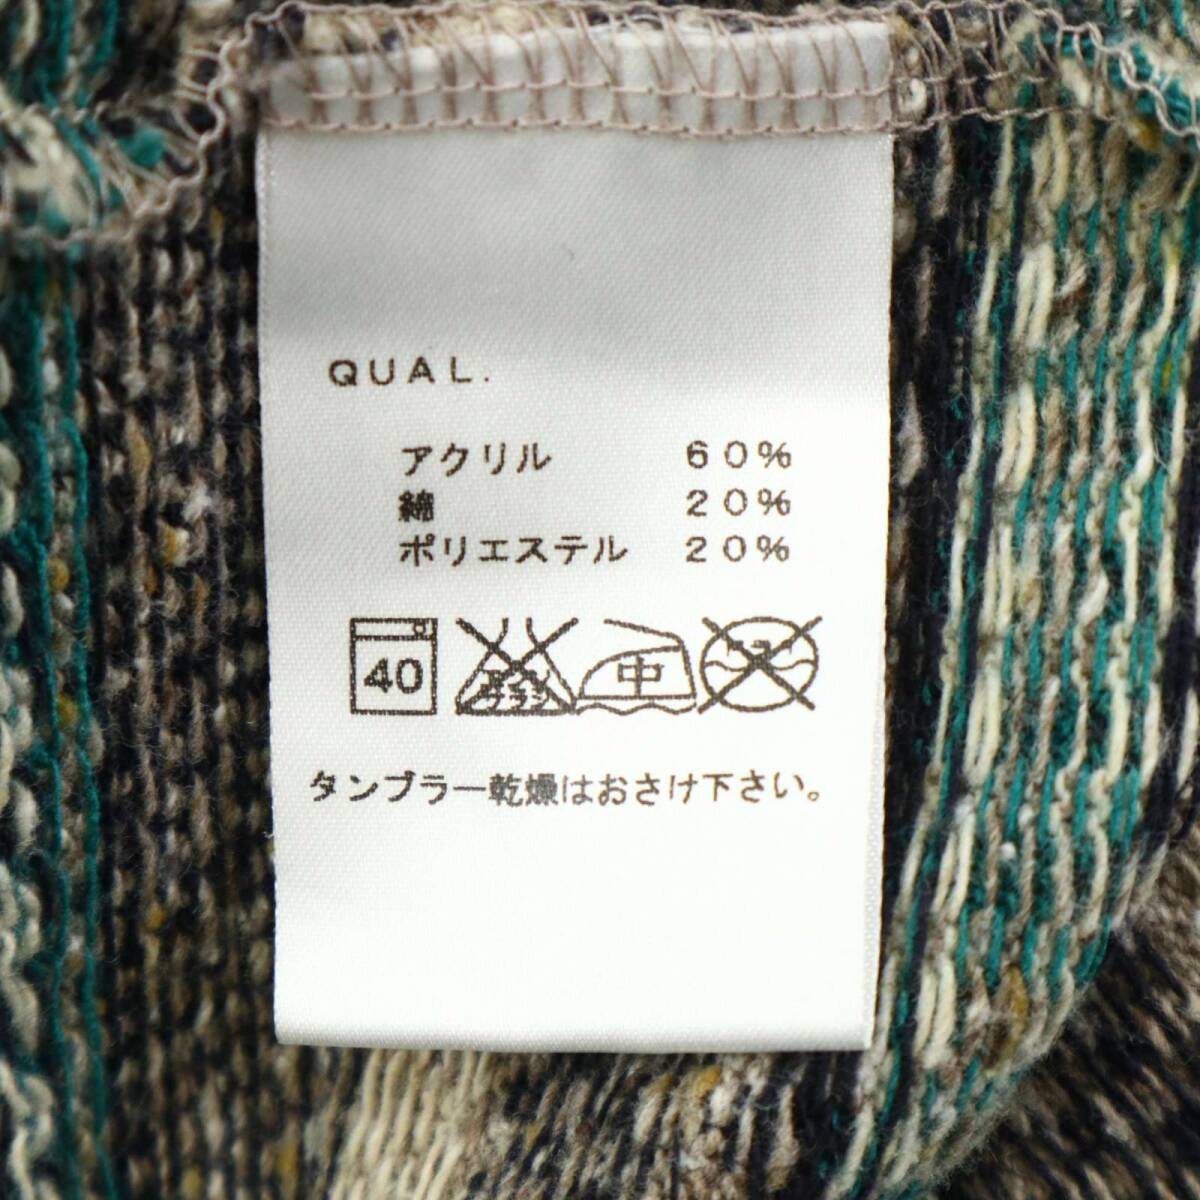 QUAL.
アクリル 60%
綿 20%
ポリエステル 20%
40 中
タンブラー乾燥はおさけ下さい。